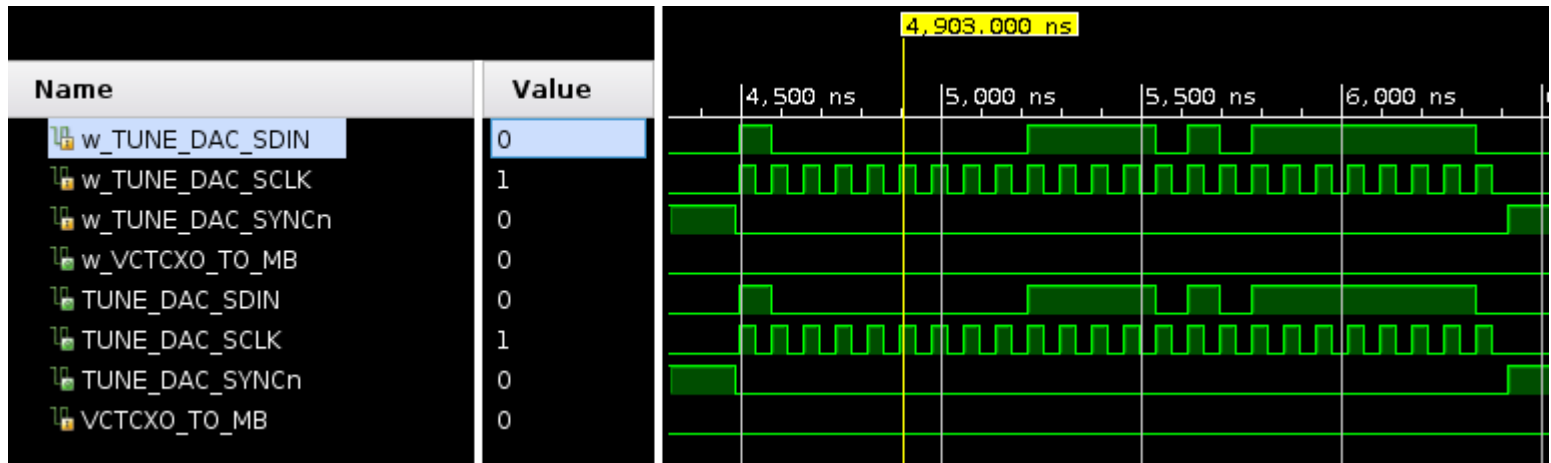 4,903.000 ns
Name Value
4,500 ns 5,000 ns 5,500 ns 6,000 ns
w_TUNE_DAC_SDIN 0
w_TUNE_DAC_SCLK 1
w_TUNE_DAC_SYNCn 0
w_VCTCXO_TO_MB 0
TUNE_DAC_SDIN 0
TUNE_DAC_SCLK 1
TUNE_DAC_SYNCn 0
VCTCXO_TO_MB 0